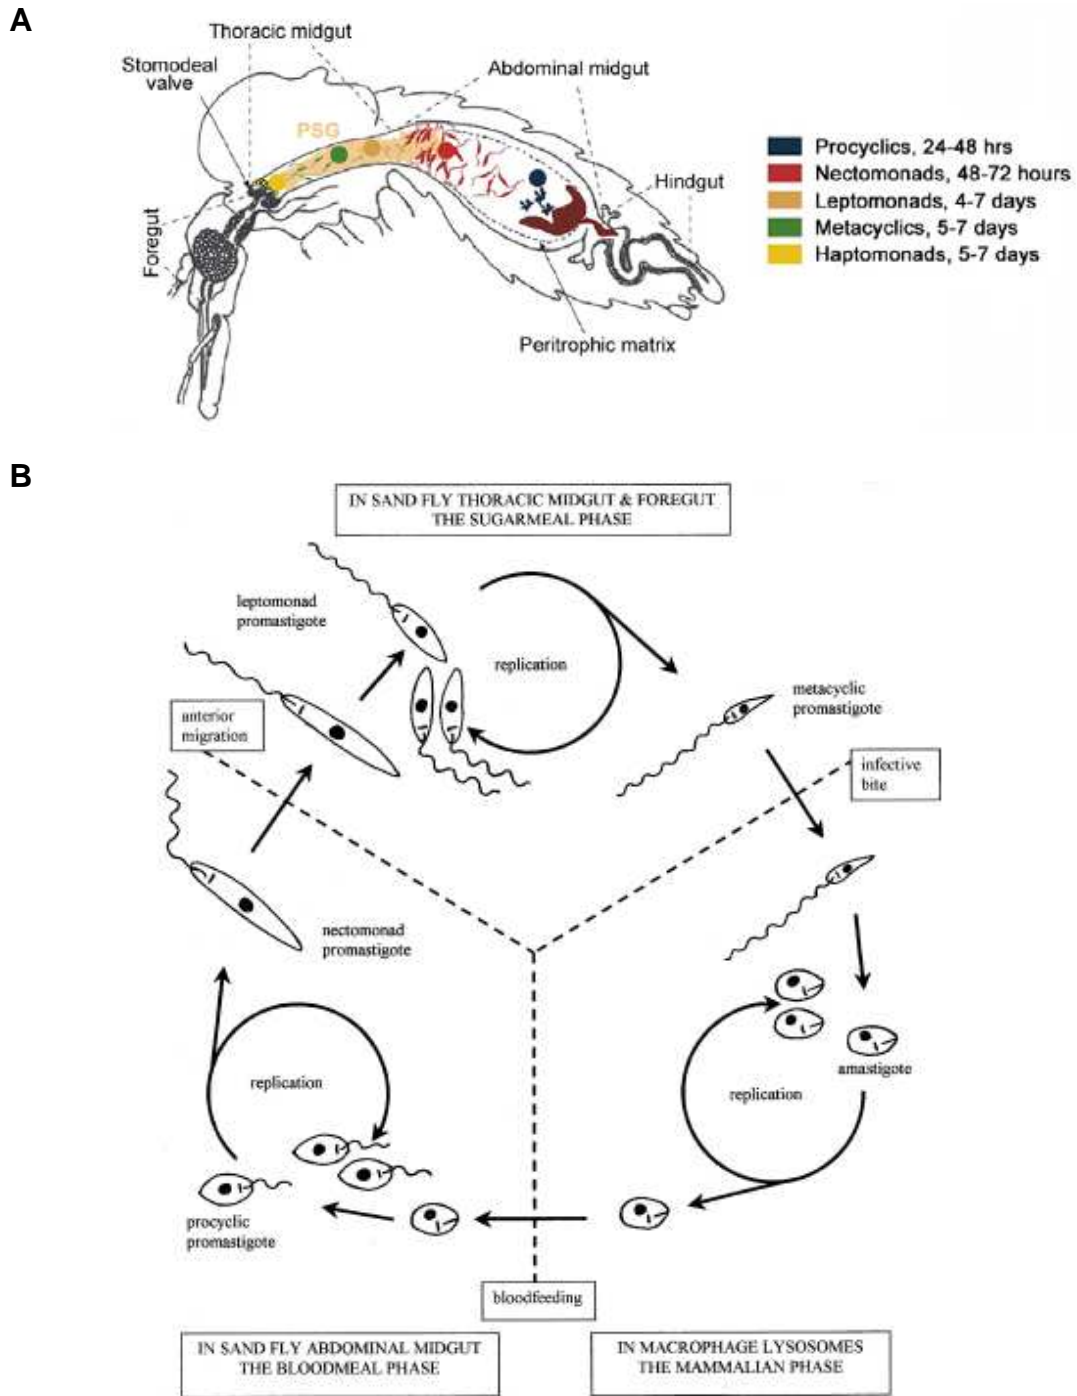 A
Thoracic midgut
Stomodeal
valve
Abdominal midgut
PSG
Hindgut
Foregut
Peritrophic matrix
Procyclics, 24-48 hrs
Nectomonads, 48-72 hours
Leptomonads, 4-7 days
Metacyclics, 5-7 days
Haptomonads, 5-7 days
B
IN SAND FLY THORACIC MIDGUT & FOREGUT
THE SUGARMEAL PHASE
leptomonad
promastigote
replication
metacyclic
promastigote
anterior
migration
infective
bite
nectomonad
promastigote
replication
amastigote
replication
procyclic
promastigote
bloodfeeding
IN SAND FLY ABDOMINAL MIDGUT
THE BLOODMEAL PHASE
IN MACROPHAGE LYSOSOMES
THE MAMMALIAN PHASE